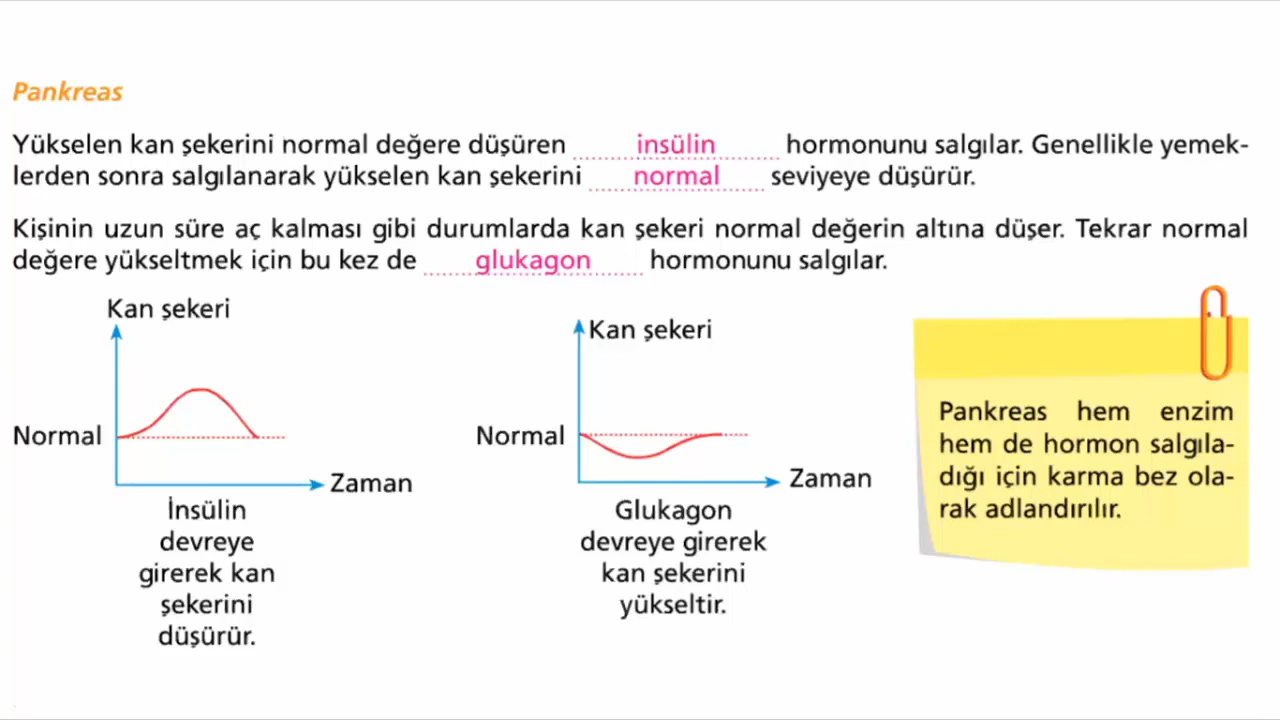 Pankreas
Yükselen kan şekerini normal değere düşüren insülin hormonunu salgılar. Genellikle yemek-
lerden sonra salgılanarak yükselen kan şekerini normal seviyeye düşürür.
Kişinin uzun süre aç kalması gibi durumlarda kan şekeri normal değerin altına düşer. Tekrar normal
değere yükseltmek için bu kez de glukagon hormonunu salgılar.
Kan şekeri
Normal
Zaman
İnsülin
devreye
girerek kan
şekerini
düşürür.
Kan şekeri
Normal
Zaman
Glukagon
devreye girerek
kan şekerini
yükseltir.
Pankreas hem enzim
hem de hormon salgıla-
dığı için karma bez ola-
rak adlandırılır.